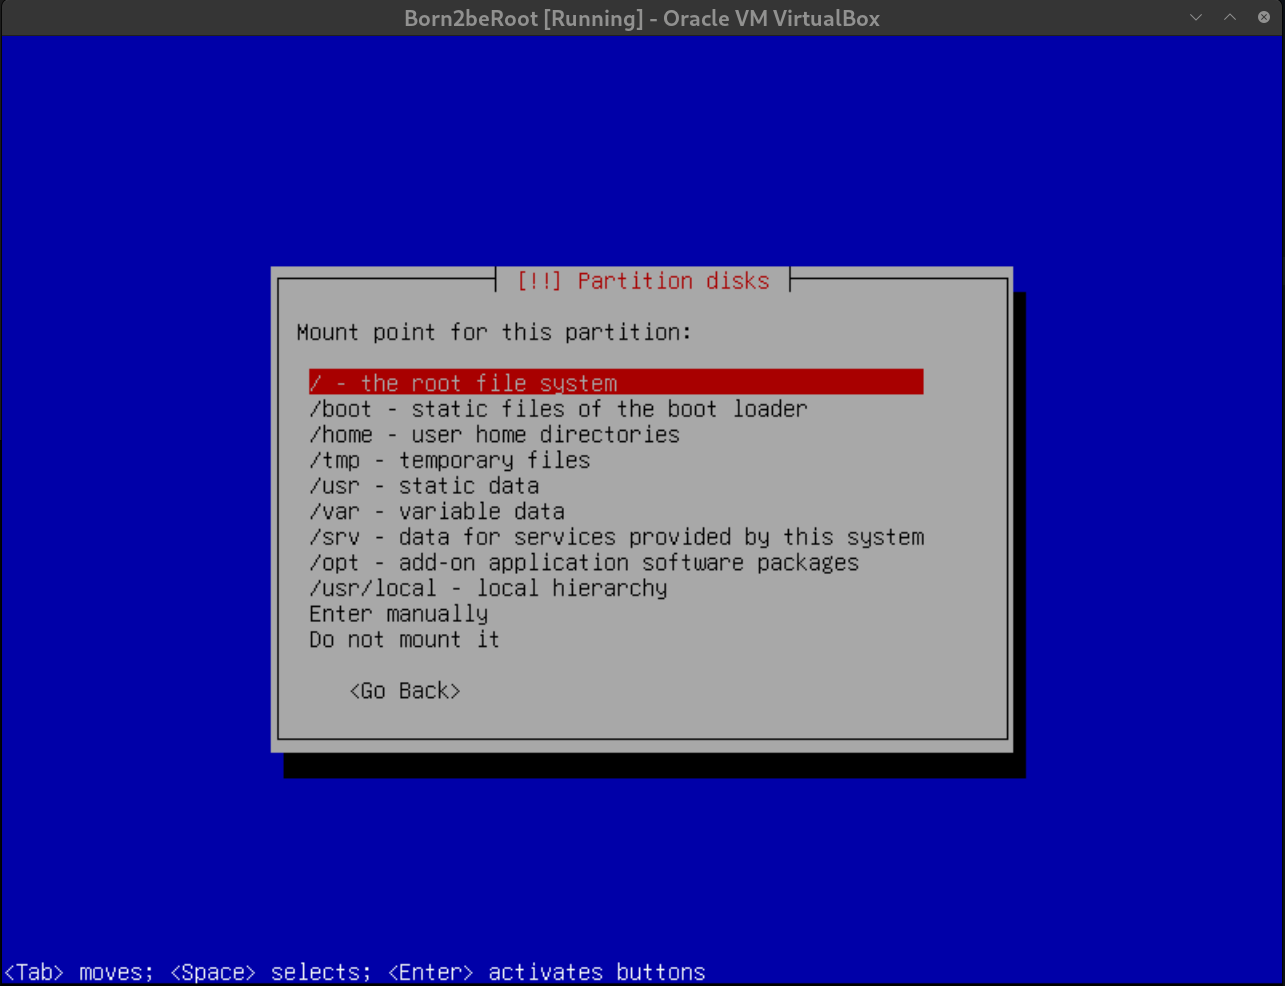 Born2beRoot [Running] - Oracle VM VirtualBox
[!!] Partition disks
Mount point for this partition:
/ - the root file system
/boot - static files of the boot loader
/home - user home directories
/tmp - temporary files
/usr - static data
/var - variable data
/srv - data for services provided by this system
/opt - add-on application software packages
/usr/local - local hierarchy
Enter manually
Do not mount it
<Go Back>
<Tab> moves; <Space> selects; <Enter> activates buttons